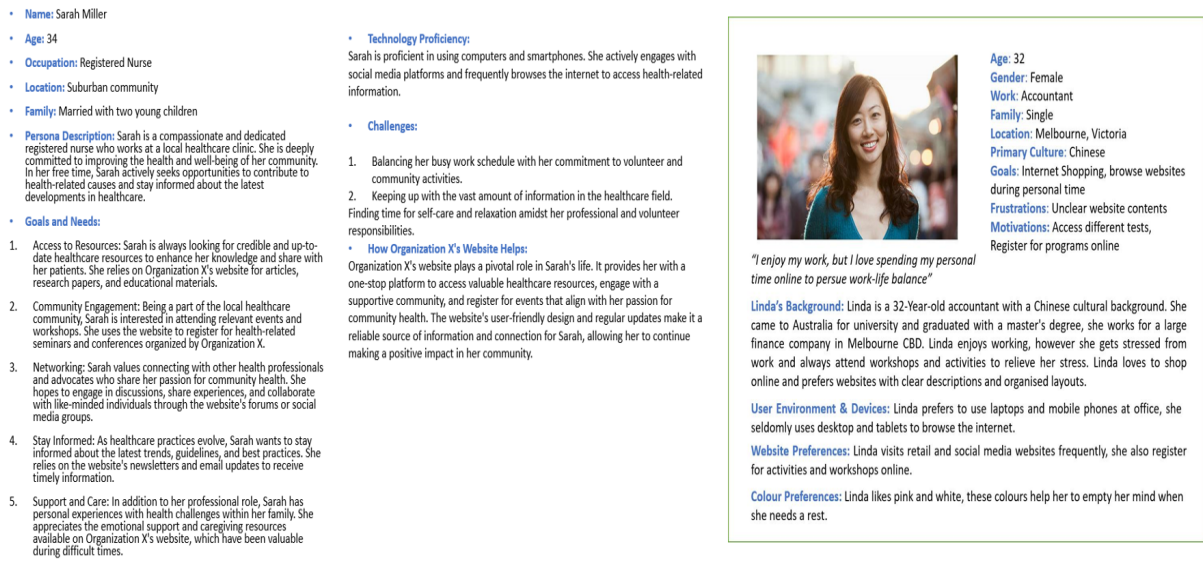 • Name: Sarah Miller
• Age: 34
• Occupation: Registered Nurse
• Location: Suburban community
• Family: Married with two young children
• Persona Description: Sarah is a compassionate and dedicated
registered nurse who works at a local healthcare clinic. She is deeply
committed to improving the health and well-being of her community.
In her free time, Sarah actively seeks opportunities to contribute to
health-related causes and stay informed about the latest
developments in healthcare.
• Goals and Needs:
1. Access to Resources: Sarah is always looking for credible and up-to-
date healthcare resources to enhance her knowledge and share with
her patients. She relies on Organization X's website for articles,
research papers, and educational materials.
2. Community Engagement: Being a part of the local healthcare
community, Sarah is interested in attending relevant events and
workshops. She uses the website to register for health-related
seminars and conferences organized by Organization X.
3. Networking: Sarah values connecting with other health professionals
and advocates who share her passion for community health. She
hopes to engage in discussions, share experiences, and collaborate
with like-minded individuals through the website's forums or social
media groups.
4. Stay Informed: As healthcare practices evolve, Sarah wants to stay
informed about the latest trends, guidelines, and best practices. She
relies on the website's newsletters and email updates to receive
timely information.
5. Support and Care: In addition to her professional role, Sarah has
personal experiences with health challenges within her family. She
appreciates the emotional support and caregiving resources
available on Organization X's website, which have been valuable
during difficult times.
• Technology Proficiency:
Sarah is proficient in using computers and smartphones. She actively engages with
social media platforms and frequently browses the internet to access health-related
information.
• Challenges:
1. Balancing her busy work schedule with her commitment to volunteer and
community activities.
2. Keeping up with the vast amount of information in the healthcare field.
Finding time for self-care and relaxation amidst her professional and volunteer
responsibilities.
• How Organization X's Website Helps:
Organization X's website plays a pivotal role in Sarah's life. It provides her with a
one-stop platform to access valuable healthcare resources, engage with a
supportive community, and register for events that align with her passion for
community health. The website's user-friendly design and regular updates make it a
reliable source of information and connection for Sarah, allowing her to continue
making a positive impact in her community.
Age: 32
Gender: Female
Work: Accountant
Family: Single
Location: Melbourne, Victoria
Primary Culture: Chinese
Goals: Internet Shopping, browse websites
during personal time
Frustrations: Unclear website contents
Motivations: Access different tests,
Register for programs online
“I enjoy my work, but I love spending my personal
time online to persue work-life balance”
Linda’s Background: Linda is a 32-Year-old accountant with a Chinese cultural background. She
came to Australia for university and graduated with a master's degree, she works for a large
finance company in Melbourne CBD. Linda enjoys working, however she gets stressed from
work and always attend workshops and activities to relieve her stress. Linda loves to shop
online and prefers websites with clear descriptions and organised layouts.
User Environment & Devices: Linda prefers to use laptops and mobile phones at office, she
seldomly uses desktop and tablets to browse the internet.
Website Preferences: Linda visits retail and social media websites frequently, she also register
for activities and workshops online.
Colour Preferences: Linda likes pink and white, these colours help her to empty her mind when
she needs a rest.